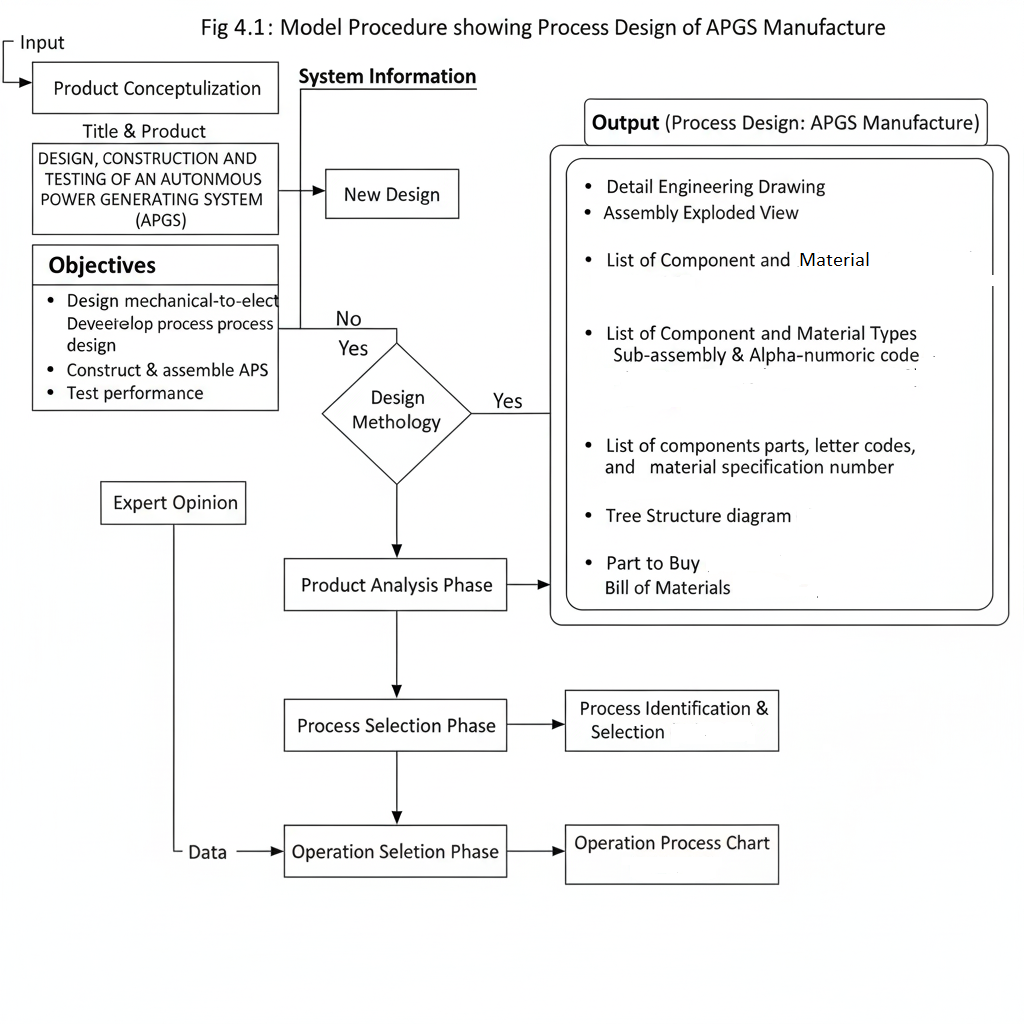 Fig 4.1: Model Procedure showing Process Design of APGS Manufacture
Input
Product Conceptulization
System Information
Title & Product
DESIGN, CONSTRUCTION AND
TESTING OF AN AUTONMOUS
POWER GENERATING SYSTEM
(APGS)
New Design
Objectives
• Design mechanical-to-elect
process process
design
• Construct & assemble APS
• Test performance
No
Yes
Design
Methology
Yes
Output (Process Design: APGS Manufacture)
• Detail Engineering Drawing
• Assembly Exploded View
• List of Component and Material
• List of Component and Material Types
Sub-assembly & Alpha-numoric code
• List of components parts, letter codes,
and material specification number
• Tree Structure diagram
• Part to Buy
Bill of Materials
Expert Opinion
Product Analysis Phase
Process Selection Phase
Process Identification &
Selection
Data
Operation Seletion Phase
Operation Process Chart